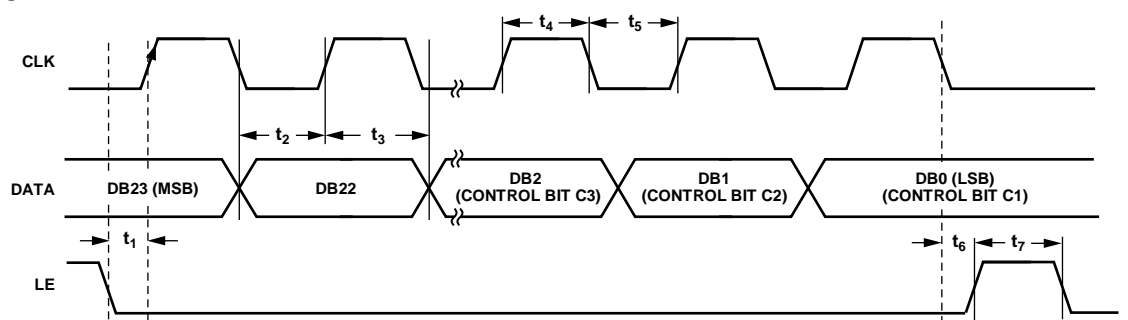 t4
t5
CLK
t2
t3
DATA
DB23 (MSB)
DB22
DB2
(CONTROL BIT C3)
DB1
(CONTROL BIT C2)
DB0 (LSB)
(CONTROL BIT C1)
t1
t6
t7
LE